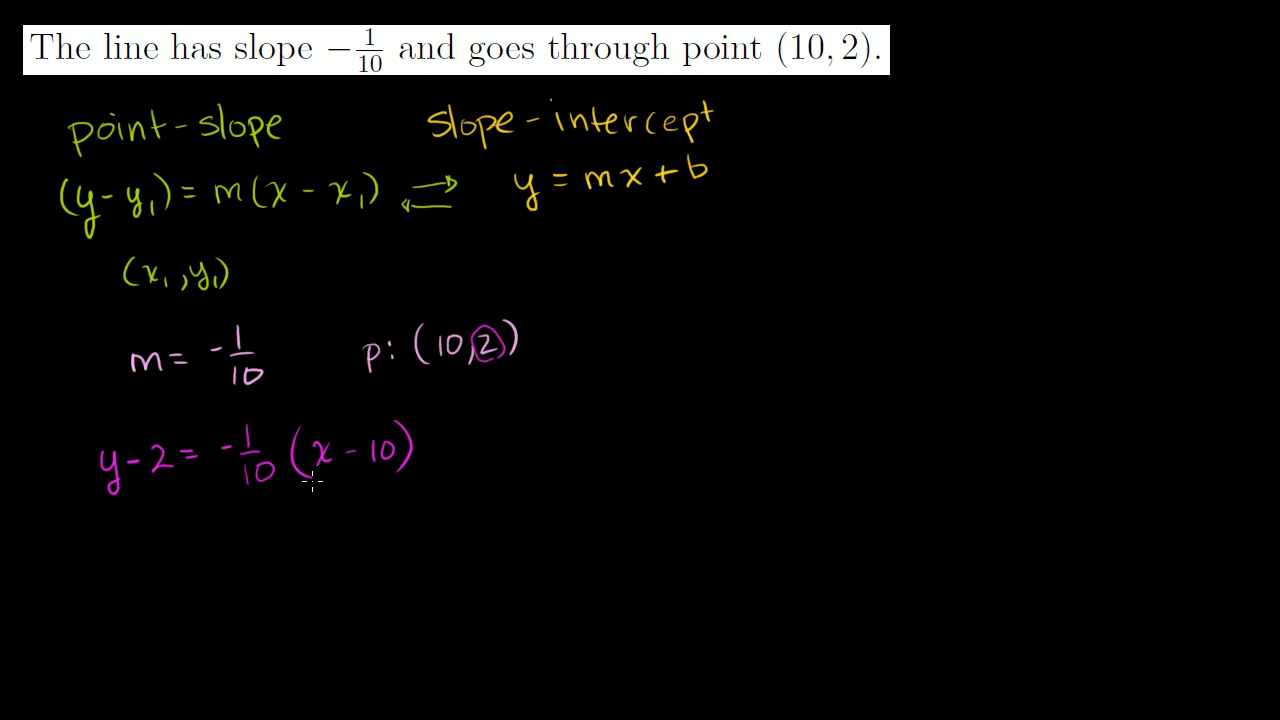 The line has slope −1/10 and goes through point (10, 2).
point-slope slope-intercept
(y-y₁) = m(x-x₁) ⇄ y = mx+b
(x₁,y₁)
m = -1/10 p: (10,2)
y-2 = -1/10 (x-10)